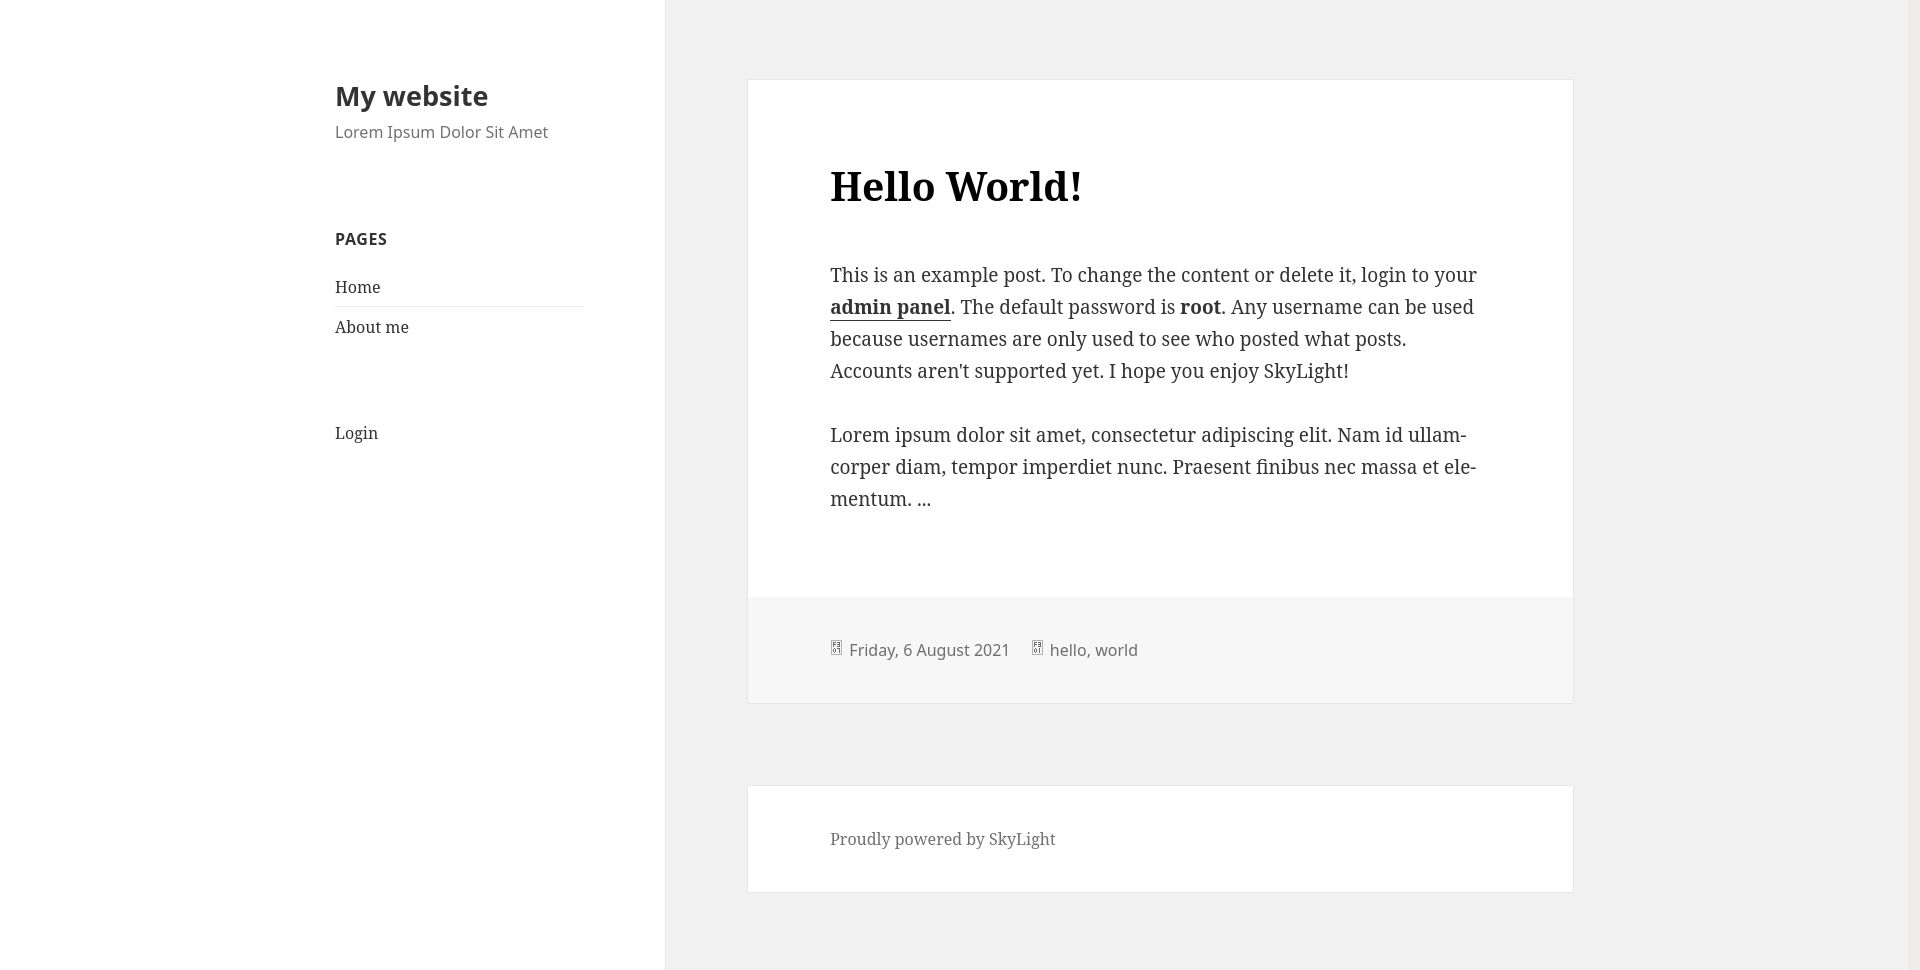 My website
Lorem Ipsum Dolor Sit Amet
PAGES
Home
About me
Login
Hello World!
This is an example post. To change the content or delete it, login to your
admin panel. The default password is root. Any username can be used
because usernames are only used to see who posted what posts.
Accounts aren't supported yet. I hope you enjoy SkyLight!
Lorem ipsum dolor sit amet, consectetur adipiscing elit. Nam id ullam-
corper diam, tempor imperdiet nunc. Praesent finibus nec massa et ele-
mentum. ...
Friday, 6 August 2021 hello, world
Proudly powered by SkyLight